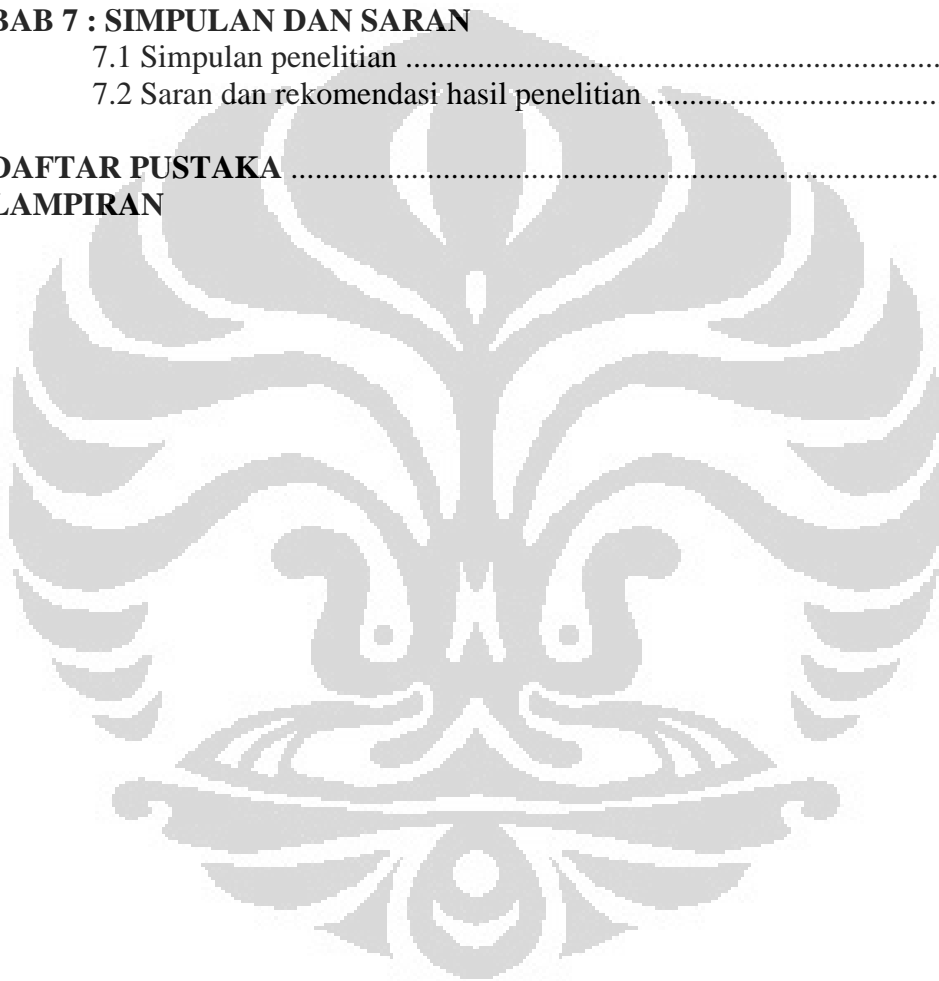 BAB 7 : SIMPULAN DAN SARAN
7.1 Simpulan penelitian ........................................................................
7.2 Saran dan rekomendasi hasil penelitian ......................................
DAFTAR PUSTAKA ......................................................................................
LAMPIRAN